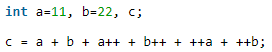 int a=11, b=22, c;
c = a + b + a++ + b++ + ++a + ++b;